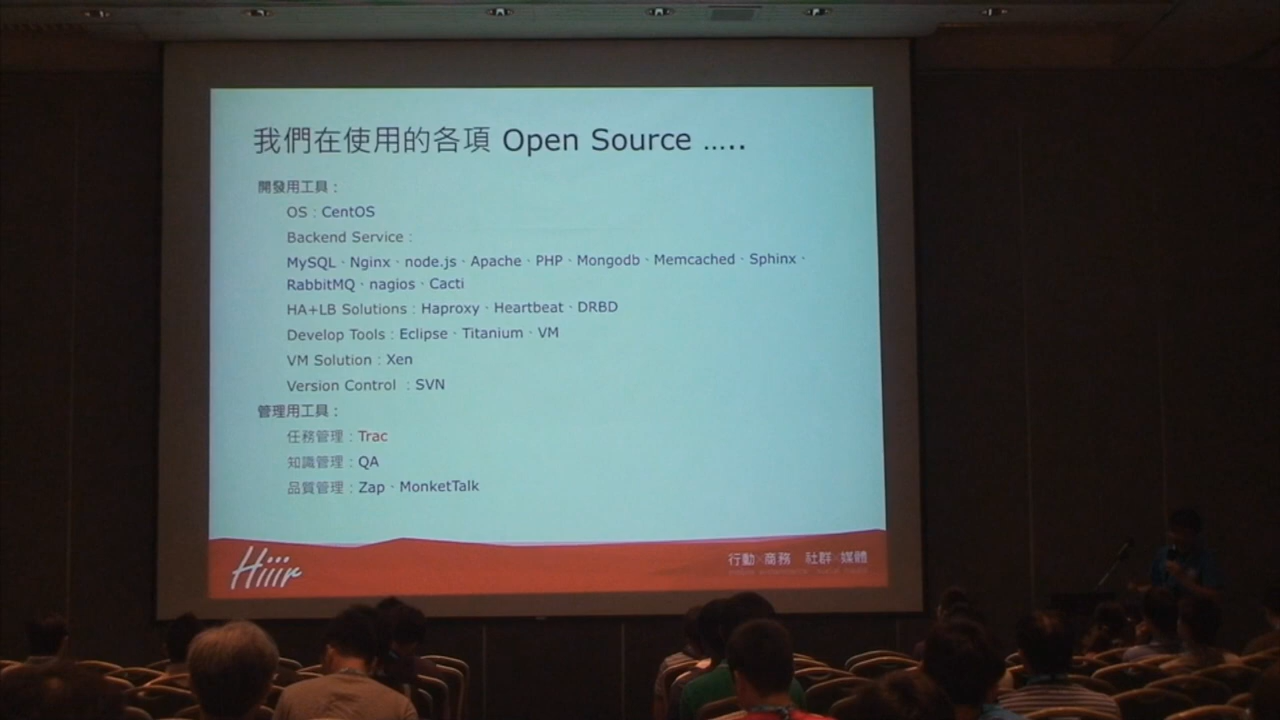 我們在使用的各項 Open Source .....
開發用工具：
OS：CentOS
Backend Service：
MySQL、Nginx、node.js、Apache、PHP、Mongodb、Memcached、Sphinx、
RabbitMQ、nagios、Cacti
HA+LB Solutions：Haproxy、Heartbeat、DRBD
Develop Tools：Eclipse、Titanium、VM
VM Solution：Xen
Version Control ：SVN
管理用工具：
任務管理：Trac
知識管理：QA
品質管理：Zap、MonketTalk
Hiiir
行動 商務 社群 媒體